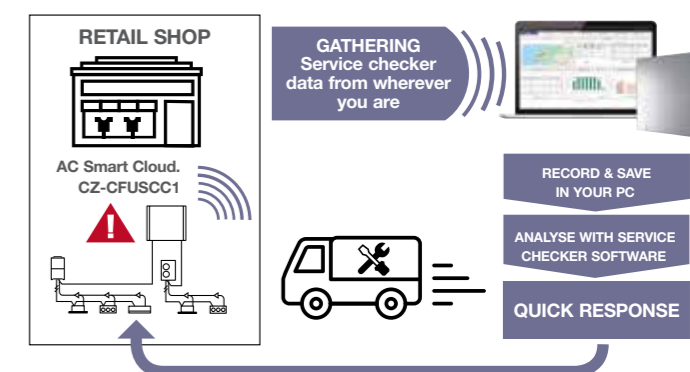 RETAIL SHOP
AC Smart Cloud.
CZ-CFUSCC1
GATHERING
Service checker
data from wherever
you are
RECORD & SAVE
IN YOUR PC
ANALYSE WITH SERVICE
CHECKER SOFTWARE
QUICK RESPONSE